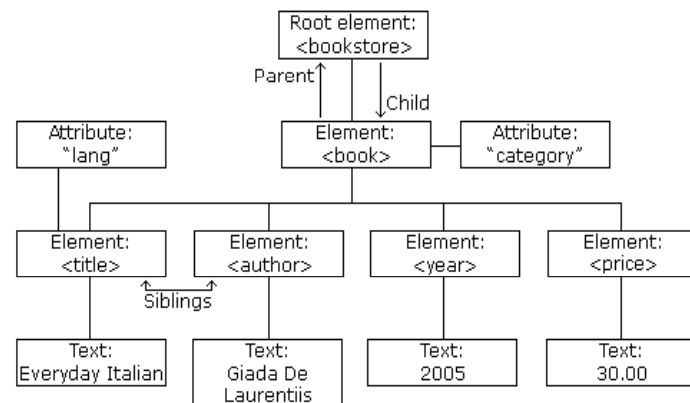 Root element:
<bookstore>
Parent
Child
Attribute:
“lang”
Element:
<book>
Attribute:
“category”
Element:
<title>
Element:
<author>
Element:
<year>
Element:
<price>
Siblings
Text:
Everyday Italian
Text:
Giada De
Laurentiis
Text:
2005
Text:
30.00